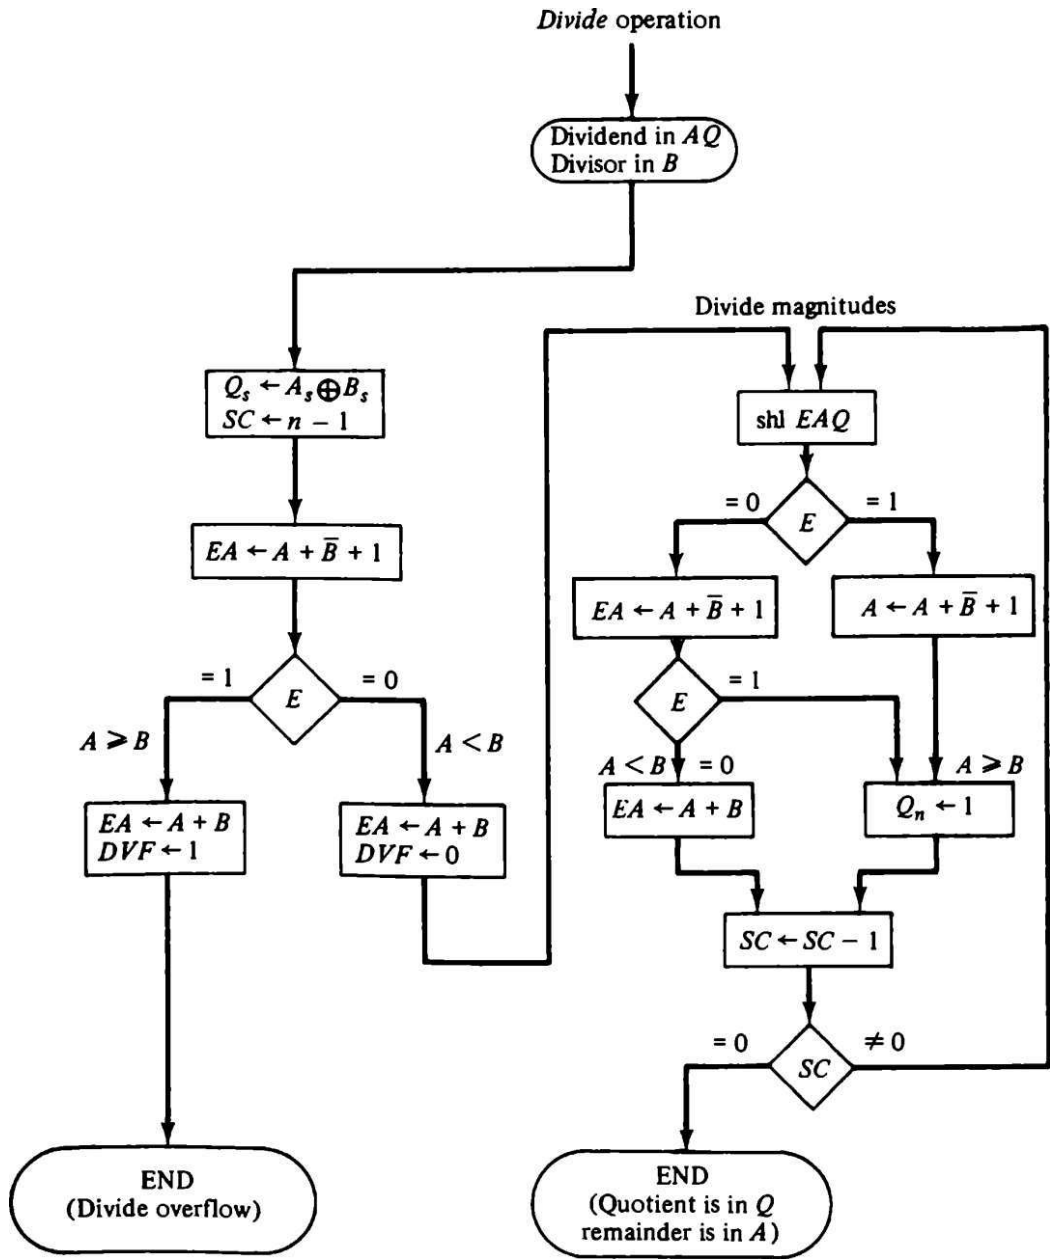 Divide operation
Dividend in AQ
Divisor in B
Qₛ ← Aₛ ⊕ Bₛ
SC ← n − 1
EA ← A + B̅ + 1
E
= 1
= 0
A ⩾ B
A < B
EA ← A + B
DVF ← 1
EA ← A + B
DVF ← 0
END
(Divide overflow)
Divide magnitudes
shl EAQ
E
= 0
= 1
EA ← A + B̅ + 1
A ← A + B̅ + 1
E
= 1
A < B
= 0
A ⩾ B
EA ← A + B
Qₙ ← 1
SC ← SC − 1
SC
= 0
≠ 0
END
(Quotient is in Q
remainder is in A)